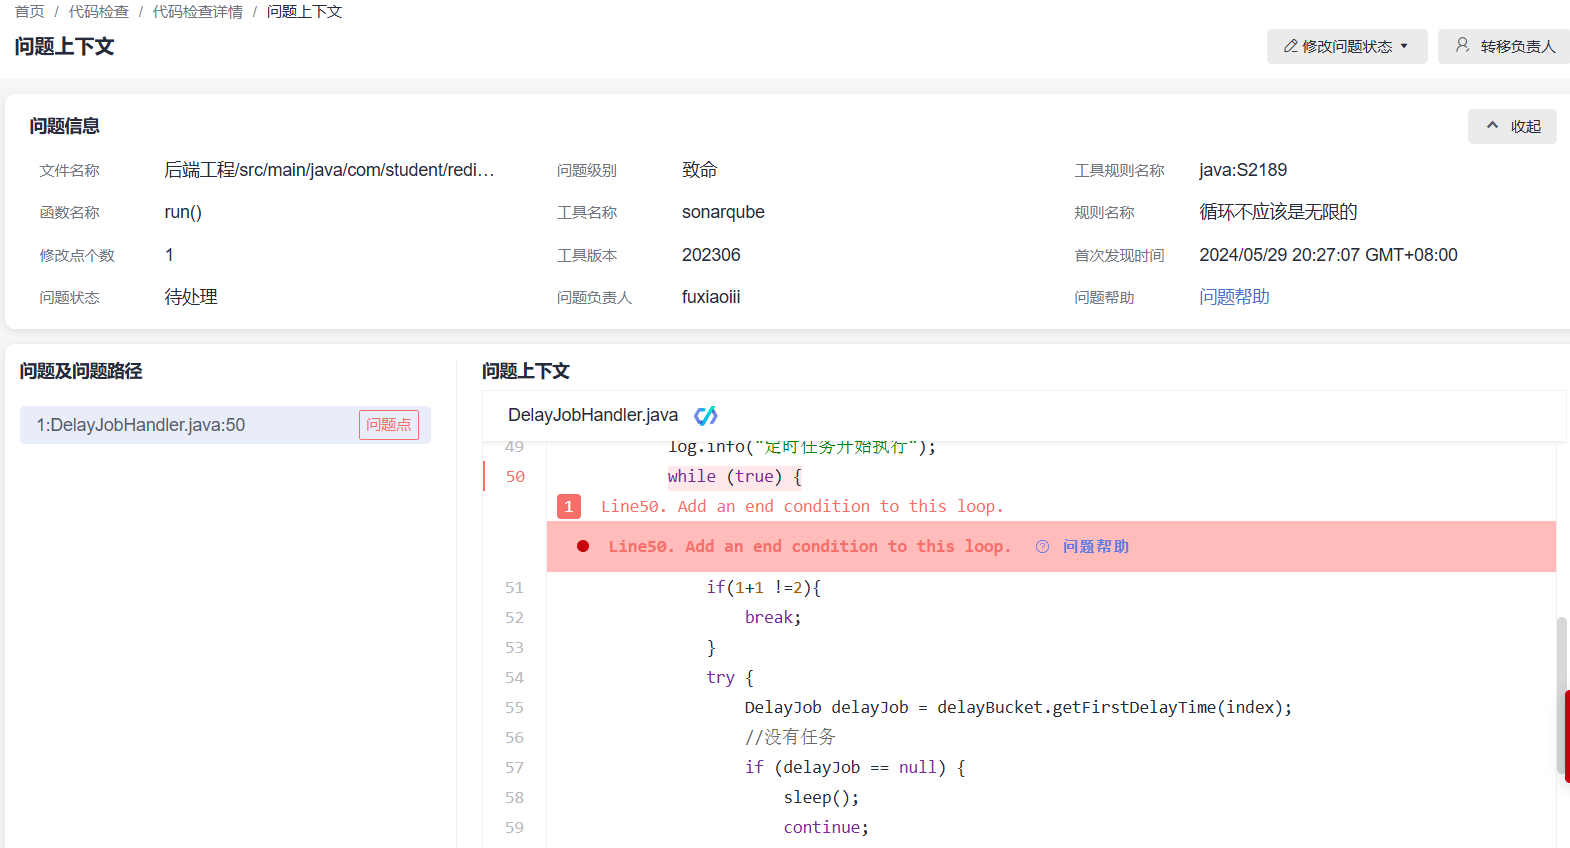 首页 / 代码检查 / 代码检查详情 / 问题上下文
问题上下文
修改问题状态
转移负责人
问题信息
收起
文件名称 后端工程/src/main/java/com/student/redi… 问题级别 致命 工具规则名称 java:S2189
函数名称 run() 工具名称 sonarqube 规则名称 循环不应该是无限的
修改点个数 1 工具版本 202306 首次发现时间 2024/05/29 20:27:07 GMT+08:00
问题状态 待处理 问题负责人 fuxiaoiii 问题帮助 问题帮助
问题及问题路径
1:DelayJobHandler.java:50 问题点
问题上下文
DelayJobHandler.java
49 log.info("定时任务开始执行");
50 while (true) {
1 Line50. Add an end condition to this loop.
Line50. Add an end condition to this loop. 问题帮助
51 if(1+1 !=2){
52 break;
53 }
54 try {
55 DelayJob delayJob = delayBucket.getFirstDelayTime(index);
56 //没有任务
57 if (delayJob == null) {
58 sleep();
59 continue;